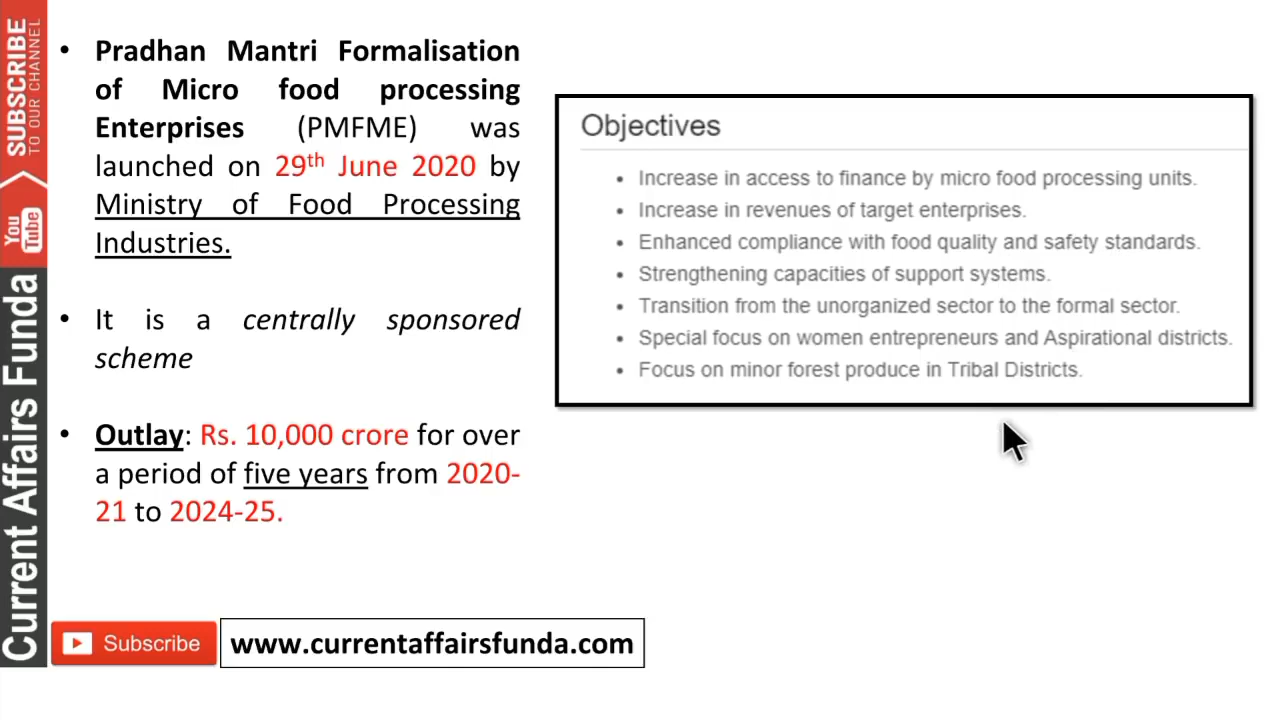 SUBSCRIBE
TO OUR CHANNEL
You
Tube
Current Affairs Funda
• Pradhan Mantri Formalisation
of Micro food processing
Enterprises (PMFME) was
launched on 29th June 2020 by
Ministry of Food Processing
Industries.
• It is a centrally sponsored
scheme
• Outlay: Rs. 10,000 crore for over
a period of five years from 2020-
21 to 2024-25.
Objectives
• Increase in access to finance by micro food processing units.
• Increase in revenues of target enterprises.
• Enhanced compliance with food quality and safety standards.
• Strengthening capacities of support systems.
• Transition from the unorganized sector to the formal sector.
• Special focus on women entrepreneurs and Aspirational districts.
• Focus on minor forest produce in Tribal Districts.
Subscribe
www.currentaffairsfunda.com